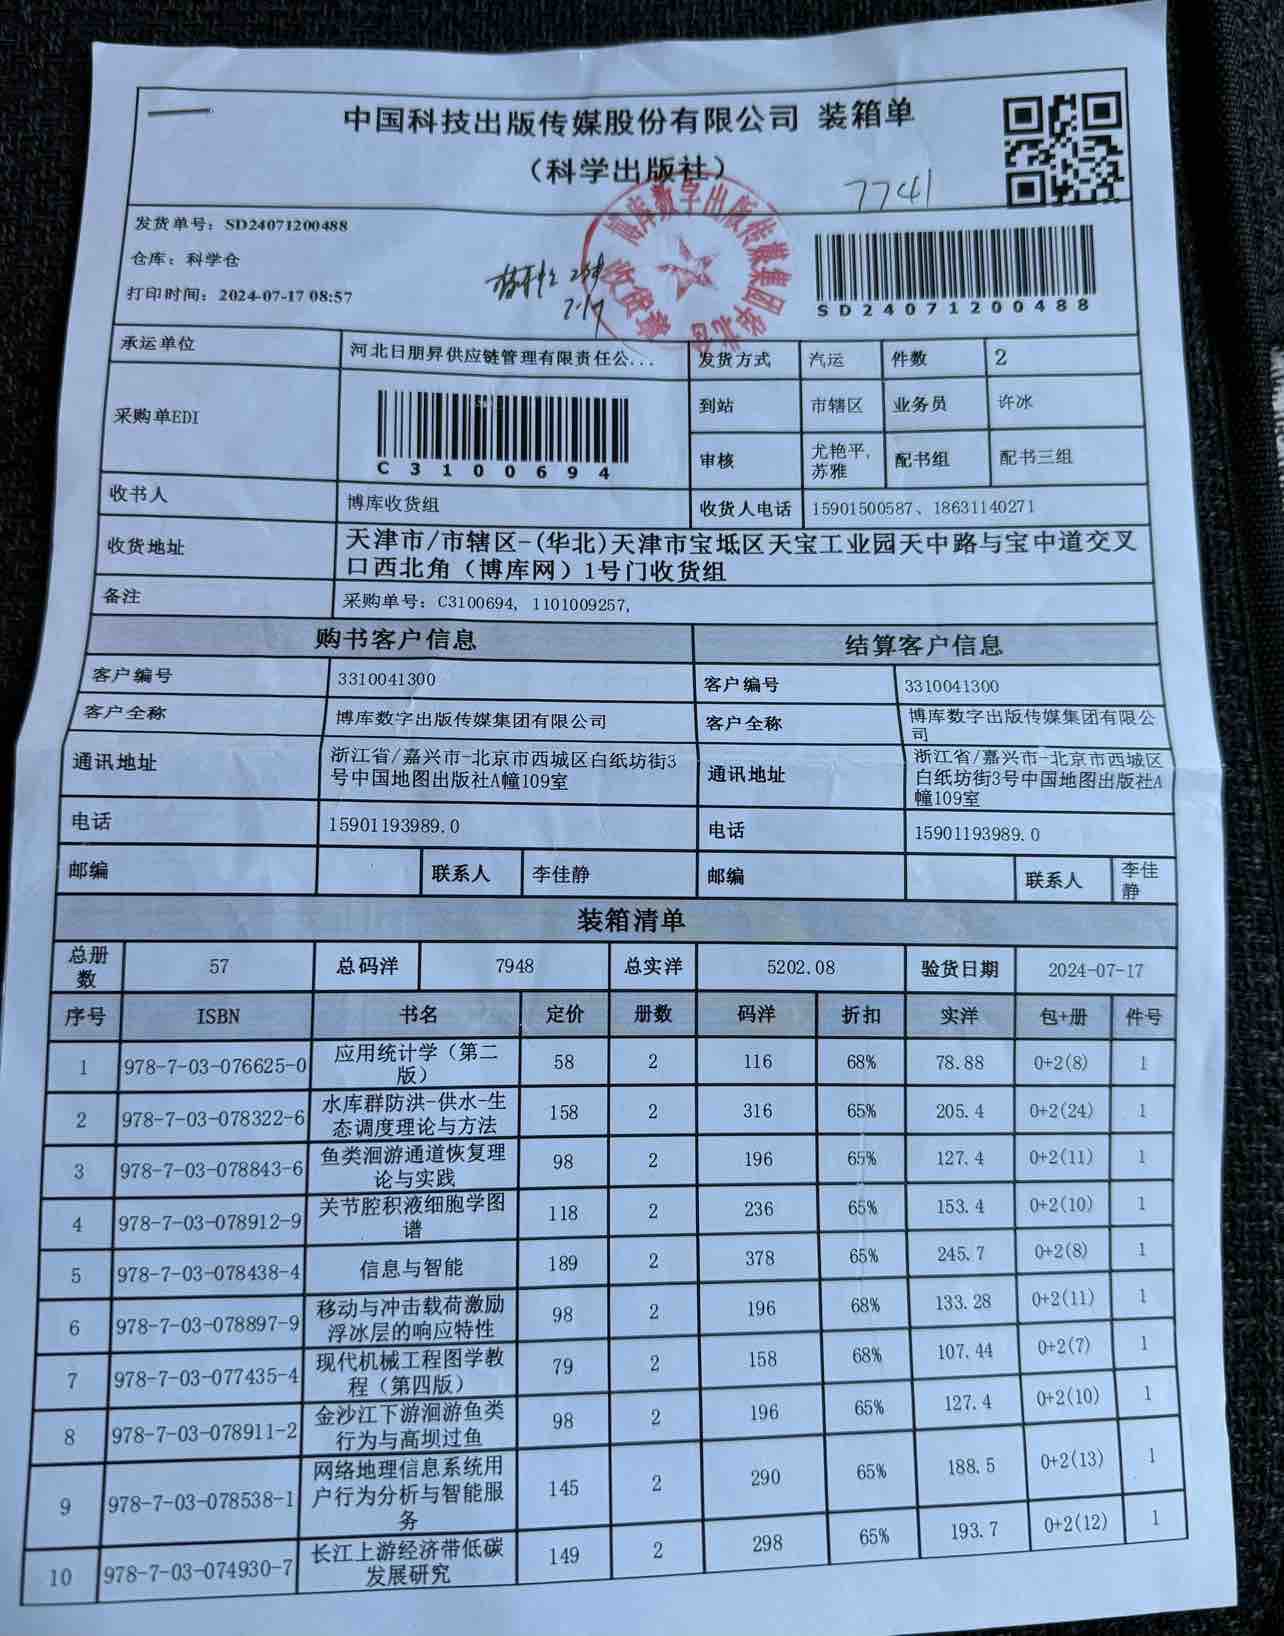 中国科技出版传媒股份有限公司 装箱单
（科学出版社）
7741
发货单号：SD24071200488
仓库：科学仓
打印时间：2024-07-17 08:57
博库数字出版传媒集团华北仓
收货章
7.17
SD24071200488
承运单位 河北日朋昇供应链管理有限责任公... 发货方式 汽运 件数 2
采购单EDI C3100694 到站 市辖区 业务员 许冰
审核 尤艳平, 苏雅 配书组 配书三组
收书人 博库收货组 收货人电话 15901500587、18631140271
收货地址 天津市/市辖区-(华北)天津市宝坻区天宝工业园天中路与宝中道交叉
口西北角（博库网）1号门收货组
备注 采购单号：C3100694, 1101009257,
购书客户信息 结算客户信息
客户编号 3310041300 客户编号 3310041300
客户全称 博库数字出版传媒集团有限公司 客户全称 博库数字出版传媒集团有限公司
通讯地址 浙江省/嘉兴市-北京市西城区白纸坊街3号中国地图出版社A幢109室 通讯地址 浙江省/嘉兴市-北京市西城区白纸坊街3号中国地图出版社A幢109室
电话 15901193989.0 电话 15901193989.0
邮编 联系人 李佳静 邮编 联系人 李佳静
装箱清单
总册数 57 总码洋 7948 总实洋 5202.08 验货日期 2024-07-17
序号 ISBN 书名 定价 册数 码洋 折扣 实洋 包+册 件号
1 978-7-03-076625-0 应用统计学（第二版） 58 2 116 68% 78.88 0+2(8) 1
2 978-7-03-078322-6 水库群防洪-供水-生态调度理论与方法 158 2 316 65% 205.4 0+2(24) 1
3 978-7-03-078843-6 鱼类洄游通道恢复理论与实践 98 2 196 65% 127.4 0+2(11) 1
4 978-7-03-078912-9 关节腔积液细胞学图谱 118 2 236 65% 153.4 0+2(10) 1
5 978-7-03-078438-4 信息与智能 189 2 378 65% 245.7 0+2(8) 1
6 978-7-03-078897-9 移动与冲击载荷激励浮冰层的响应特性 98 2 196 68% 133.28 0+2(11) 1
7 978-7-03-077435-4 现代机械工程图学教程（第四版） 79 2 158 68% 107.44 0+2(7) 1
8 978-7-03-078911-2 金沙江下游洄游鱼类行为与高坝过鱼 98 2 196 65% 127.4 0+2(10) 1
9 978-7-03-078538-1 网络地理信息系统用户行为分析与智能服务 145 2 290 65% 188.5 0+2(13) 1
10 978-7-03-074930-7 长江上游经济带低碳发展研究 149 2 298 65% 193.7 0+2(12) 1